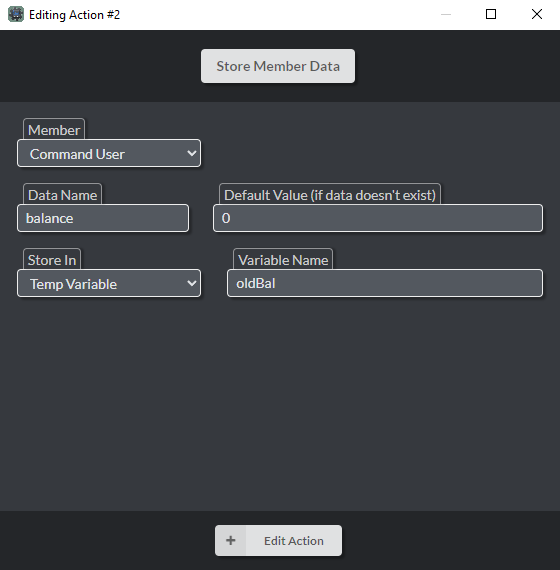 Editing Action #2
Store Member Data
Member
Command User
Data Name
Default Value (if data doesn't exist)
balance
0
Store In
Variable Name
Temp Variable
oldBal
+ Edit Action